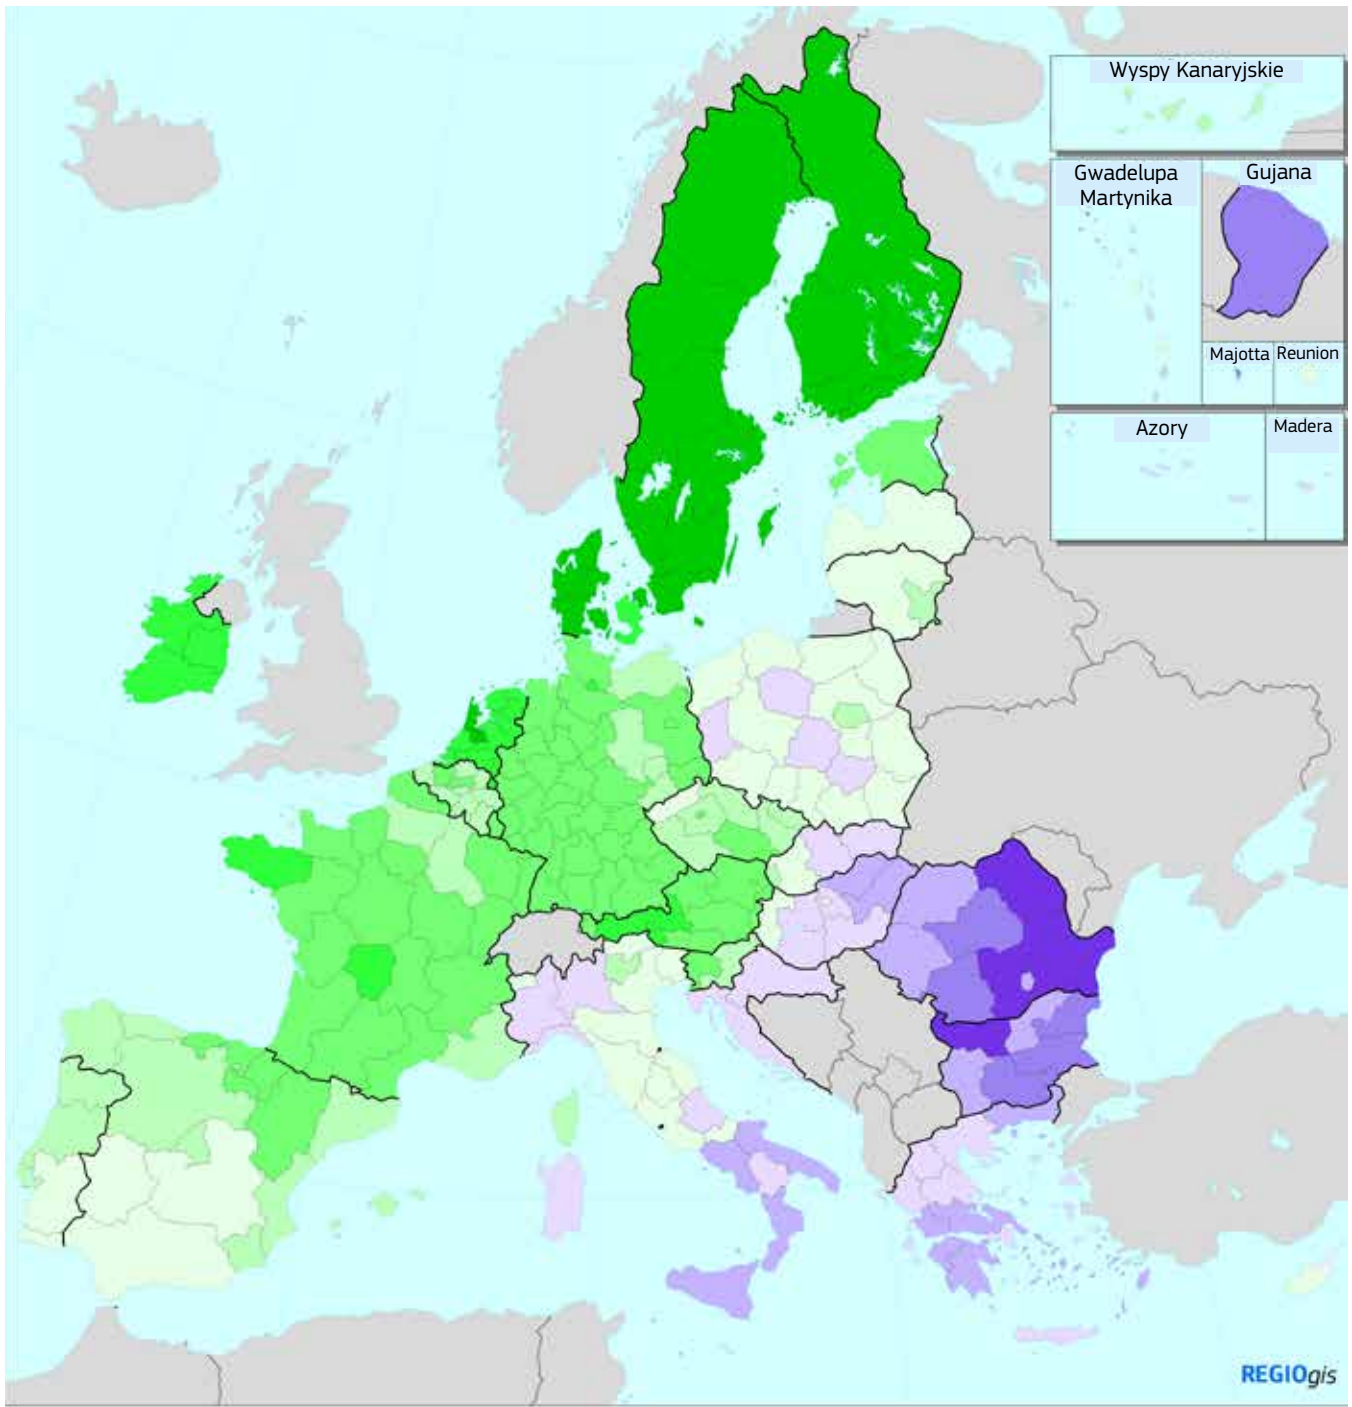 Wyspy Kanaryjskie
Gwadelupa
Martynika
Gujana
Majotta
Reunion
Azory
Madera
REGIOgis